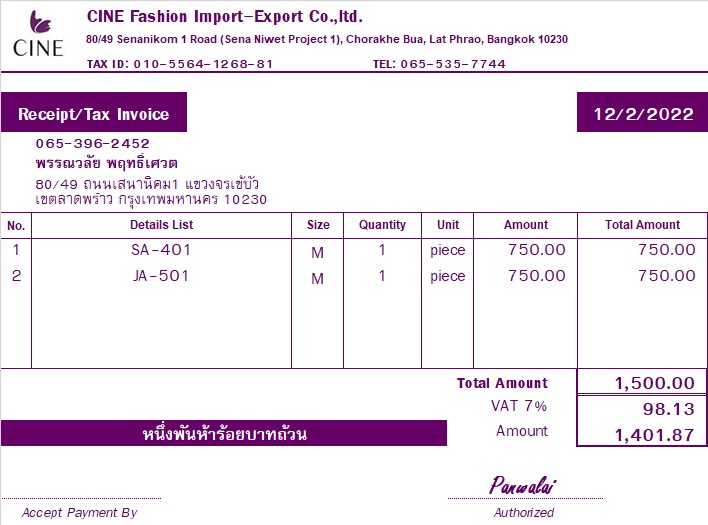 CINE
CINE Fashion Import-Export Co.,ltd.
80/49 Senanikom 1 Road (Sena Niwet Project 1), Chorakhe Bua, Lat Phrao, Bangkok 10230
TAX ID: 010-5564-1268-81 TEL: 065-535-7744
Receipt/Tax Invoice 12/2/2022
065-396-2452
พรรณวลัย พฤทธิ์เศวต
80/49 ถนนเสนานิคม1 แขวงจรเข้บัว
เขตลาดพร้าว กรุงเทพมหานคร 10230
No. Details List Size Quantity Unit Amount Total Amount
1 SA-401 M 1 piece 750.00 750.00
2 JA-501 M 1 piece 750.00 750.00
Total Amount 1,500.00
VAT 7% 98.13
หนึ่งพันห้าร้อยบาทถ้วน Amount 1,401.87
Panwalai
Accept Payment By Authorized